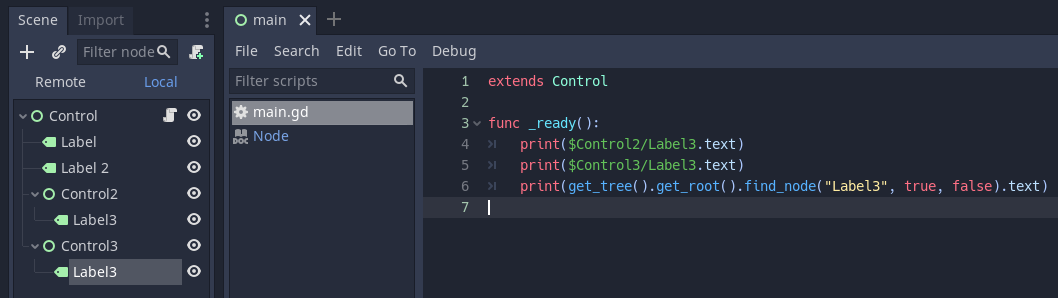 Scene Import
Filter node
Remote Local
Control
Label
Label 2
Control2
Label3
Control3
Label3
main
File Search Edit Go To Debug
Filter scripts
main.gd
DOC Node
1 extends Control
2
3 func _ready():
4 print($Control2/Label3.text)
5 print($Control3/Label3.text)
6 print(get_tree().get_root().find_node("Label3", true, false).text)
7